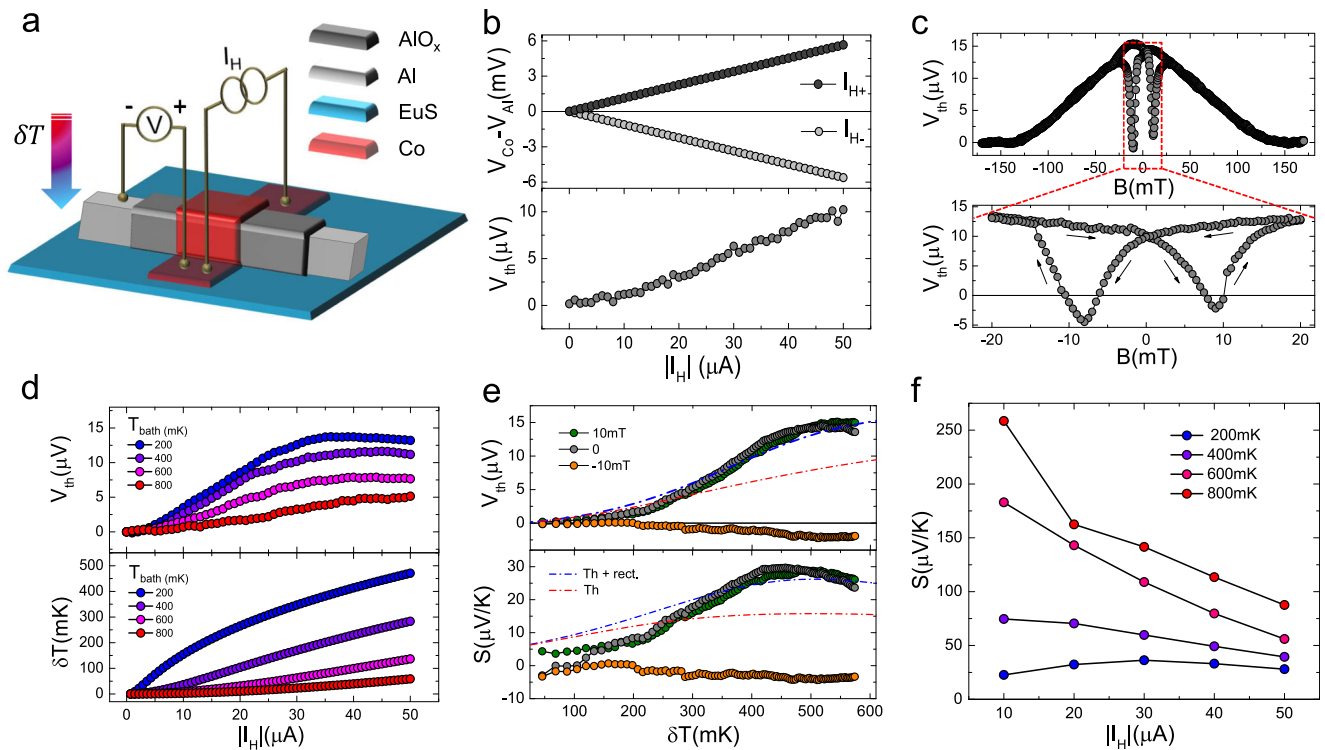 a
δT
- V +
I_H
AlOₓ
Al
EuS
Co
b
V_Co-V_Al(mV)
6
3
0
-3
-6
I_H+
I_H-
V_th(μV)
10
5
0
0 10 20 30 40 50
|I_H| (μA)
c
V_th(μV)
15
10
5
0
-150 -100 -50 0 50 100 150
B(mT)
V_th(μV)
15
10
5
0
-5
-20 -10 0 10 20
B(mT)
d
V_th(μV)
15
10
5
0
T_bath (mK)
200
400
600
800
δT(mK)
500
400
300
200
100
0
T_bath (mK)
200
400
600
800
0 10 20 30 40 50
|I_H|(μA)
e
V_th(μV)
15
10
5
0
10mT
0
-10mT
S(μV/K)
30
20
10
0
-10
Th + rect.
Th
100 200 300 400 500 600
δT(mK)
f
S(μV/K)
250
200
150
100
50
0
200mK
400mK
600mK
800mK
10 20 30 40 50
|I_H|(μA)